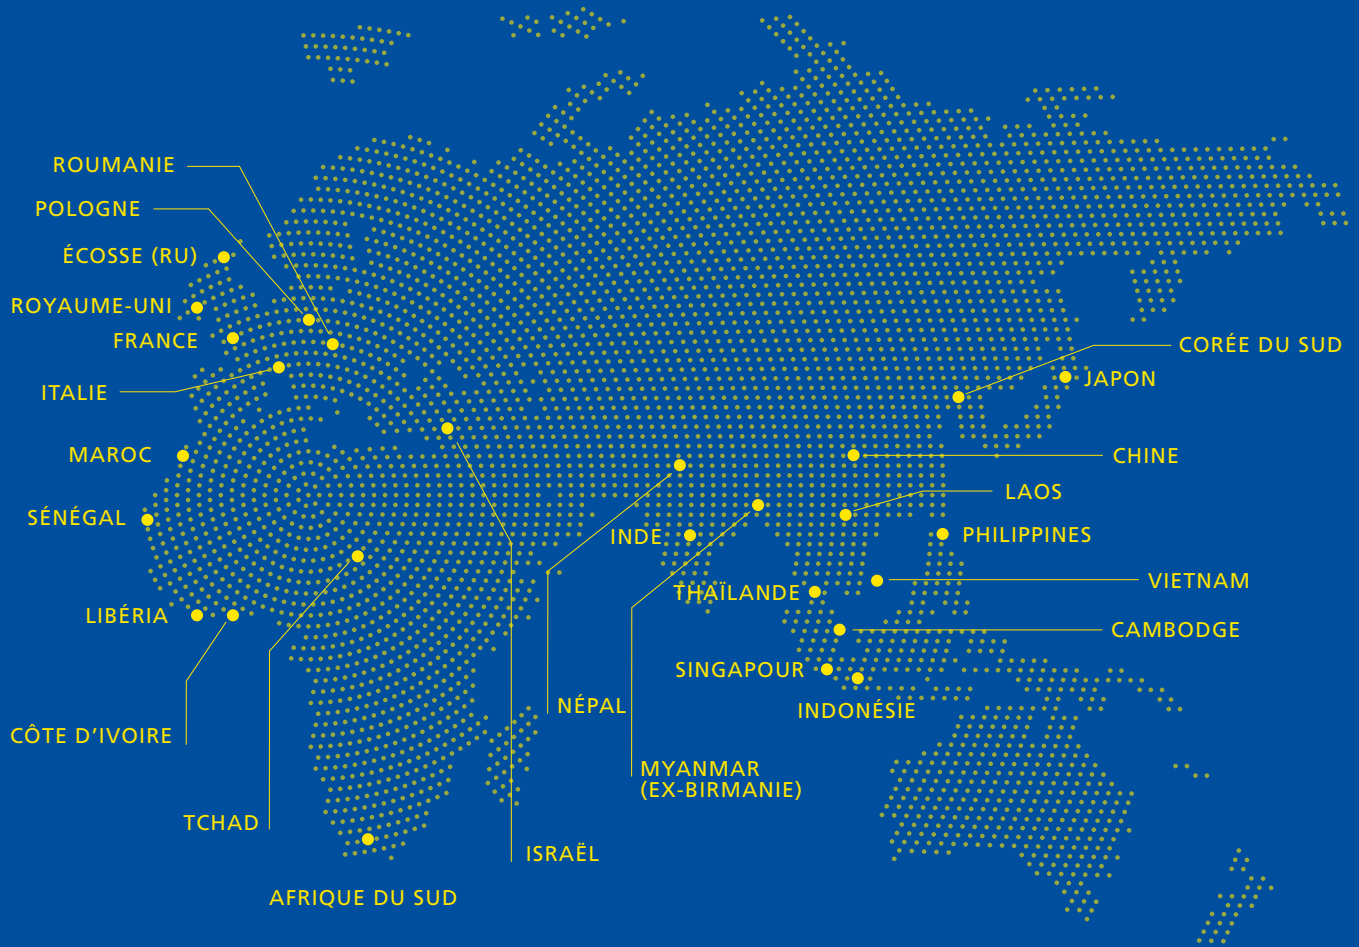 ROUMANIE
POLOGNE
ÉCOSSE (RU)
ROYAUME-UNI
FRANCE
CORÉE DU SUD
JAPON
ITALIE
MAROC
CHINE
LAOS
SÉNÉGAL
INDE
PHILIPPINES
VIETNAM
THAÏLANDE
LIBÉRIA
CAMBODGE
SINGAPOUR
NÉPAL
INDONÉSIE
CÔTE D’IVOIRE
MYANMAR
(EX-BIRMANIE)
TCHAD
ISRAËL
AFRIQUE DU SUD